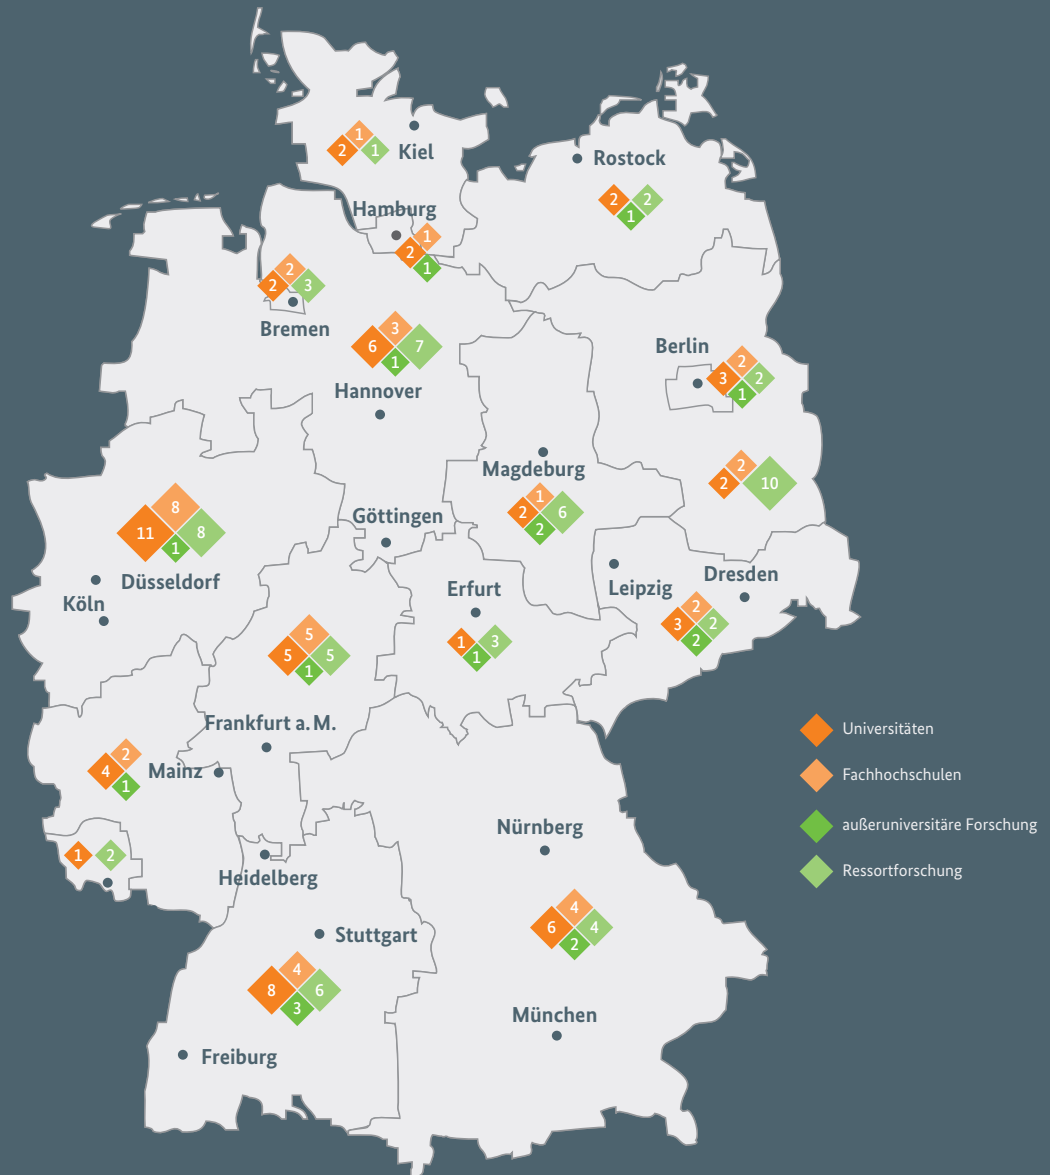 1
2
1
Kiel
Rostock
2
2
1
Hamburg
1
2
1
2
2
3
Bremen
3
6
7
1
Hannover
Berlin
2
3
2
1
Magdeburg
1
2
6
2
2
2
10
8
11
8
1
Düsseldorf
Köln
Göttingen
Erfurt
1
3
1
Leipzig
Dresden
2
3
2
2
5
5
5
1
Frankfurt a. M.
2
4
1
Mainz
1
2
Heidelberg
Nürnberg
4
6
4
2
Stuttgart
4
8
6
3
München
Freiburg
Universitäten
Fachhochschulen
außeruniversitäre Forschung
Ressortforschung